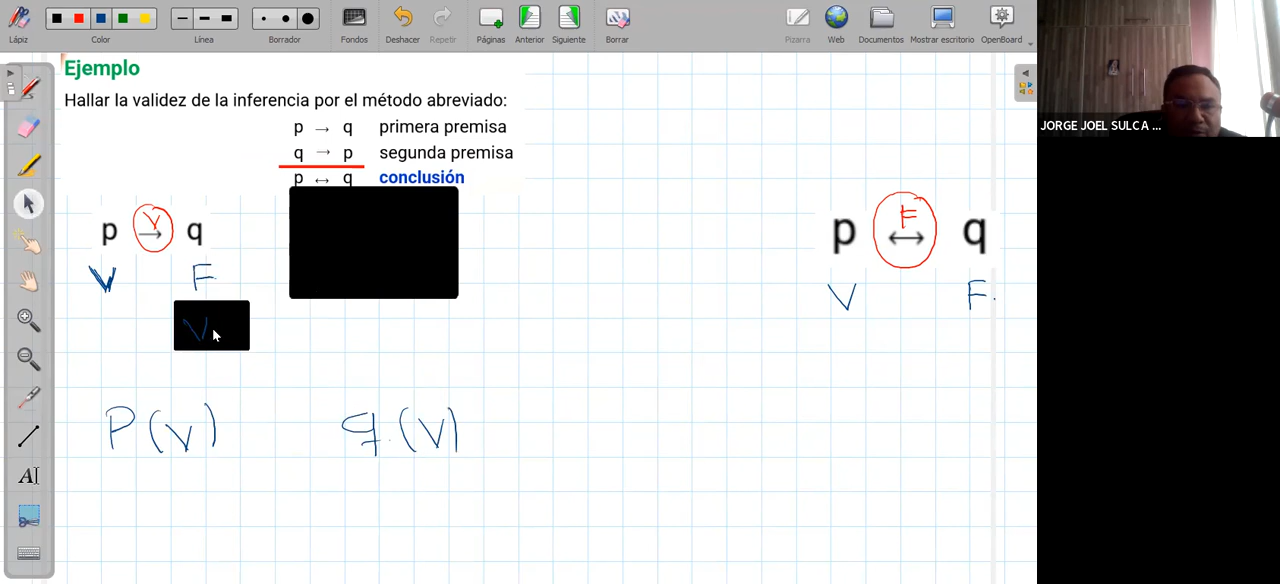 Lápiz
Color
Línea
Borrador
Fondos
Deshacer
Repetir
Páginas
Anterior
Siguiente
Borrar
Pizarra
Web
Documentos
Mostrar escritorio
OpenBoard
JORGE JOEL SULCA ...
Ejemplo
Hallar la validez de la inferencia por el método abreviado:
p → q primera premisa
q → p segunda premisa
p ↔ q conclusión
V
p → q
V F
V
F
p ↔ q
V F.
P (V) q. (V)
AI